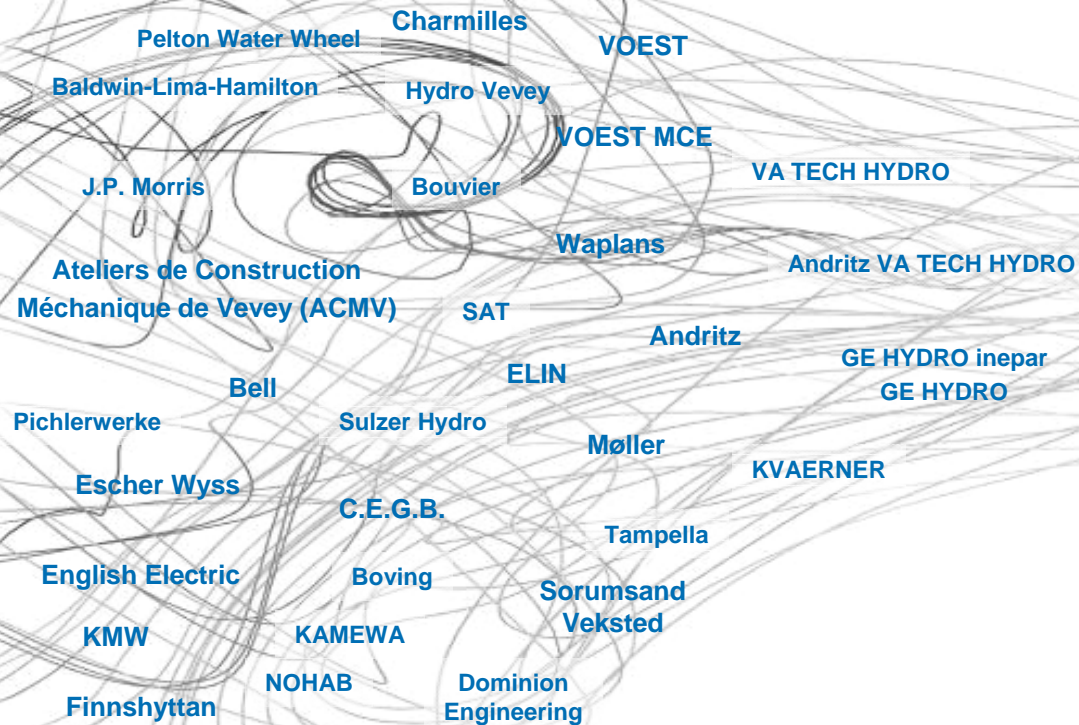 Charmilles
Pelton Water Wheel
VOEST
Baldwin-Lima-Hamilton
Hydro Vevey
VOEST MCE
VA TECH HYDRO
J.P. Morris
Bouvier
Waplans
Andritz VA TECH HYDRO
Ateliers de Construction
Méchanique de Vevey (ACMV)
SAT
Andritz
GE HYDRO inepar
GE HYDRO
ELIN
Bell
Pichlerwerke
Sulzer Hydro
Møller
KVAERNER
Escher Wyss
C.E.G.B.
Tampella
English Electric
Boving
Sorumsand
Veksted
KMW
KAMEWA
NOHAB
Dominion
Engineering
Finnshyttan